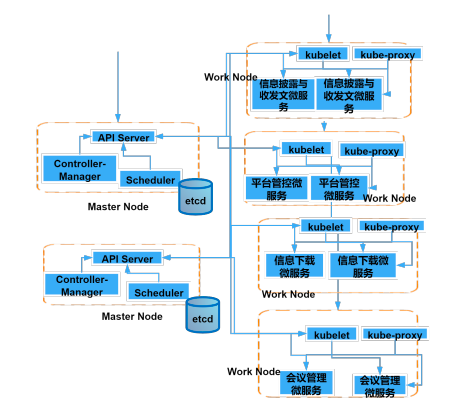 API Server
Controller-
Manager
Scheduler
etcd
Master Node
API Server
Controller-
Manager
Scheduler
etcd
Master Node
kubelet
kube-proxy
Work Node
信息披露与
收发文微服
务
信息披露与
收发文微服
务
kubelet
kube-proxy
平台管控微
服务
平台管控微
服务
Work Node
kubelet
kube-proxy
信息下载
微服务
信息下载微
服务
Work Node
kubelet
kube-proxy
Work Node
会议管理
微服务
会议管理
微服务